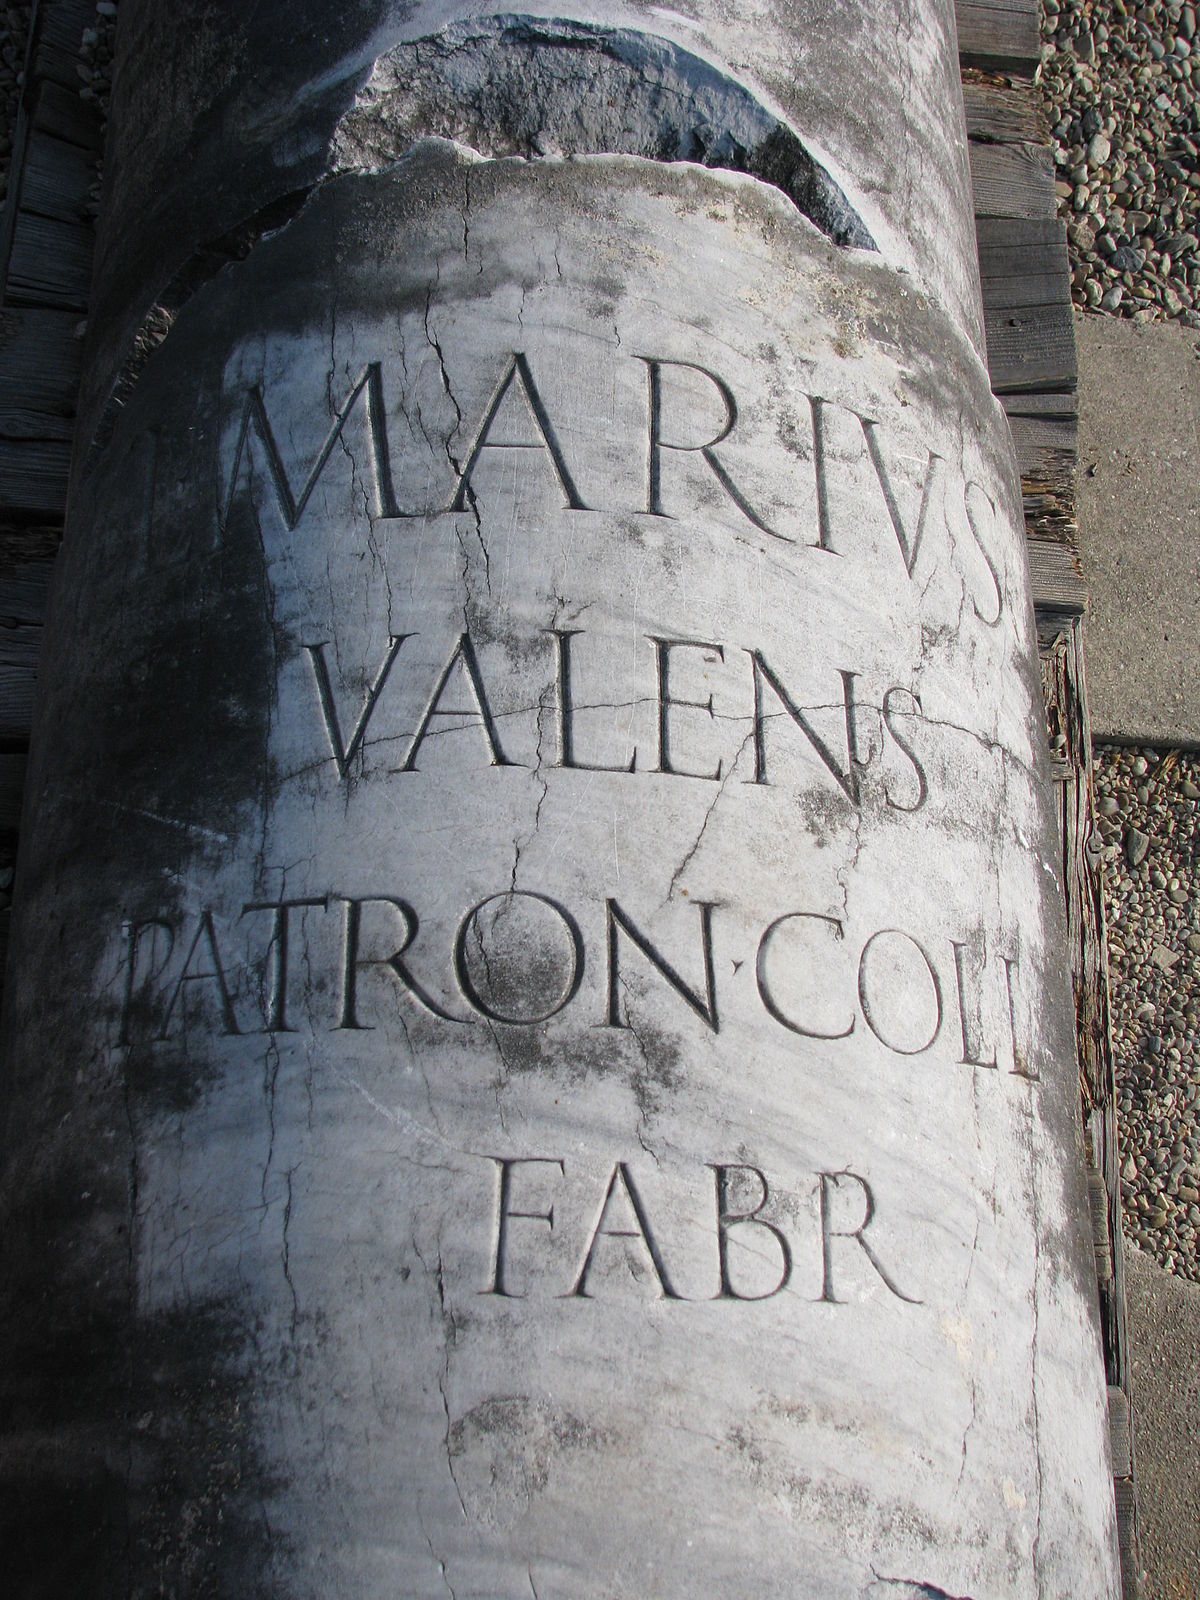 L MARIVS
VALENS
PATRON·COLL
FABR